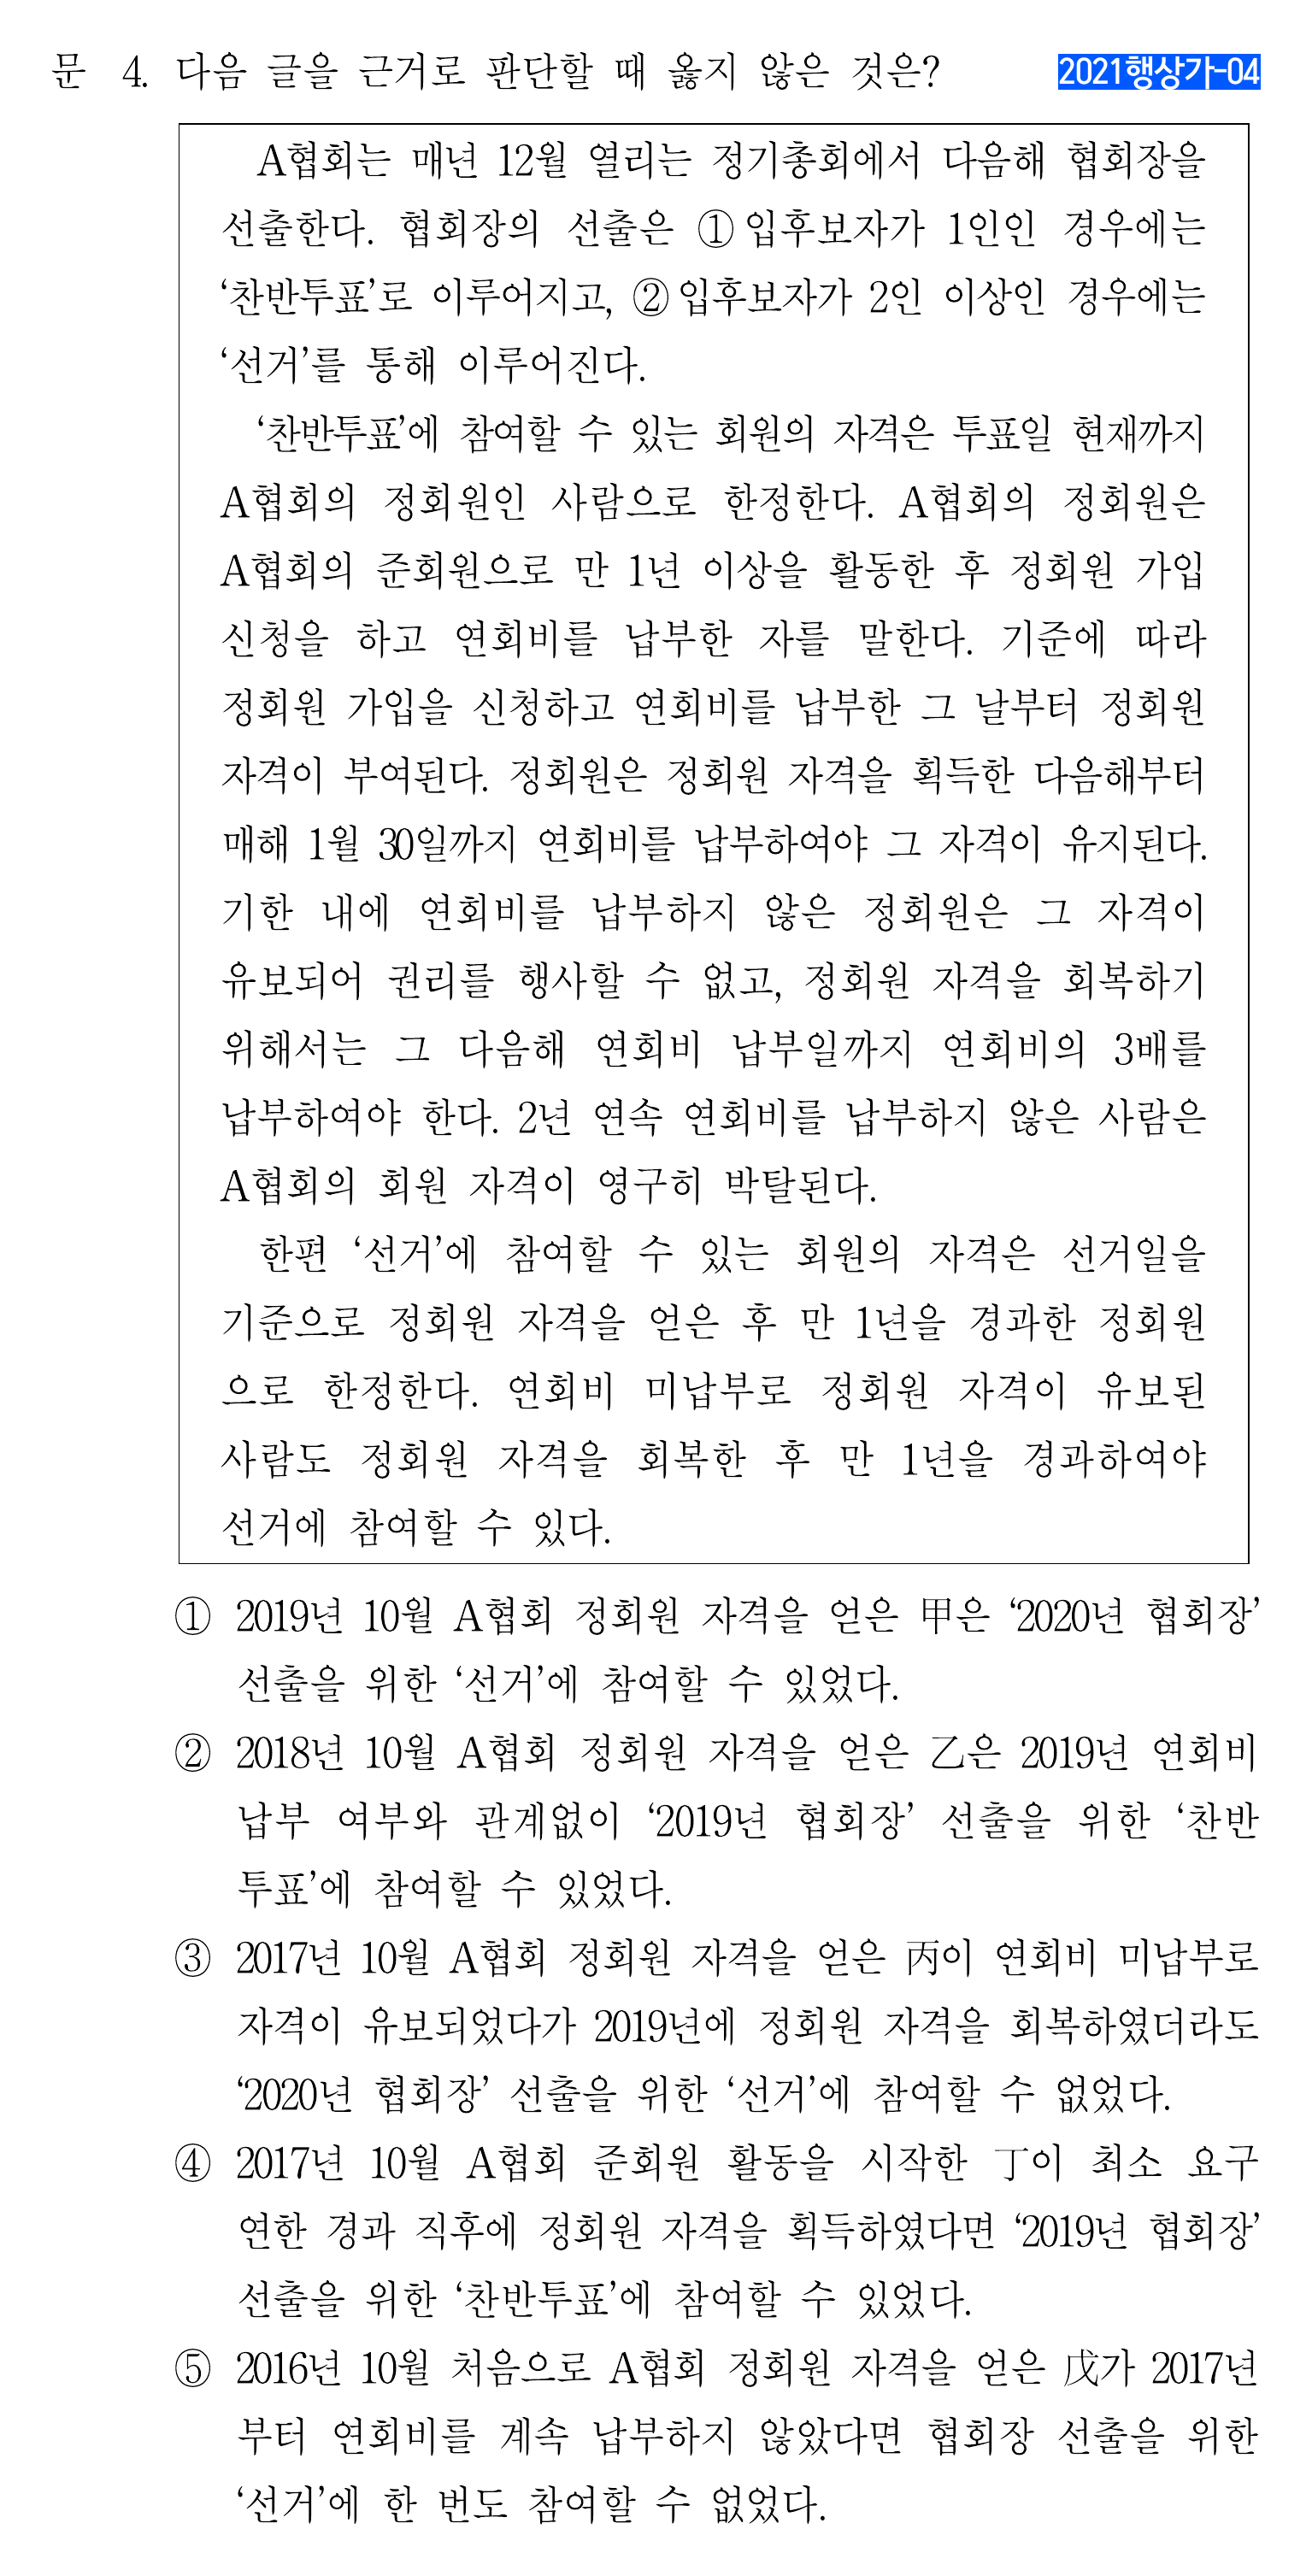 문 4. 다음 글을 근거로 판단할 때 옳지 않은 것은? 2021행상가-04
A협회는 매년 12월 열리는 정기총회에서 다음해 협회장을
선출한다. 협회장의 선출은 ① 입후보자가 1인인 경우에는
‘찬반투표’로 이루어지고, ② 입후보자가 2인 이상인 경우에는
‘선거’를 통해 이루어진다.
‘찬반투표’에 참여할 수 있는 회원의 자격은 투표일 현재까지
A협회의 정회원인 사람으로 한정한다. A협회의 정회원은
A협회의 준회원으로 만 1년 이상을 활동한 후 정회원 가입
신청을 하고 연회비를 납부한 자를 말한다. 기준에 따라
정회원 가입을 신청하고 연회비를 납부한 그 날부터 정회원
자격이 부여된다. 정회원은 정회원 자격을 획득한 다음해부터
매해 1월 30일까지 연회비를 납부하여야 그 자격이 유지된다.
기한 내에 연회비를 납부하지 않은 정회원은 그 자격이
유보되어 권리를 행사할 수 없고, 정회원 자격을 회복하기
위해서는 그 다음해 연회비 납부일까지 연회비의 3배를
납부하여야 한다. 2년 연속 연회비를 납부하지 않은 사람은
A협회의 회원 자격이 영구히 박탈된다.
한편 ‘선거’에 참여할 수 있는 회원의 자격은 선거일을
기준으로 정회원 자격을 얻은 후 만 1년을 경과한 정회원
으로 한정한다. 연회비 미납부로 정회원 자격이 유보된
사람도 정회원 자격을 회복한 후 만 1년을 경과하여야
선거에 참여할 수 있다.
① 2019년 10월 A협회 정회원 자격을 얻은 甲은 ‘2020년 협회장’
선출을 위한 ‘선거’에 참여할 수 있었다.
② 2018년 10월 A협회 정회원 자격을 얻은 乙은 2019년 연회비
납부 여부와 관계없이 ‘2019년 협회장’ 선출을 위한 ‘찬반
투표’에 참여할 수 있었다.
③ 2017년 10월 A협회 정회원 자격을 얻은 丙이 연회비 미납부로
자격이 유보되었다가 2019년에 정회원 자격을 회복하였더라도
‘2020년 협회장’ 선출을 위한 ‘선거’에 참여할 수 없었다.
④ 2017년 10월 A협회 준회원 활동을 시작한 丁이 최소 요구
연한 경과 직후에 정회원 자격을 획득하였다면 ‘2019년 협회장’
선출을 위한 ‘찬반투표’에 참여할 수 있었다.
⑤ 2016년 10월 처음으로 A협회 정회원 자격을 얻은 戊가 2017년
부터 연회비를 계속 납부하지 않았다면 협회장 선출을 위한
‘선거’에 한 번도 참여할 수 없었다.